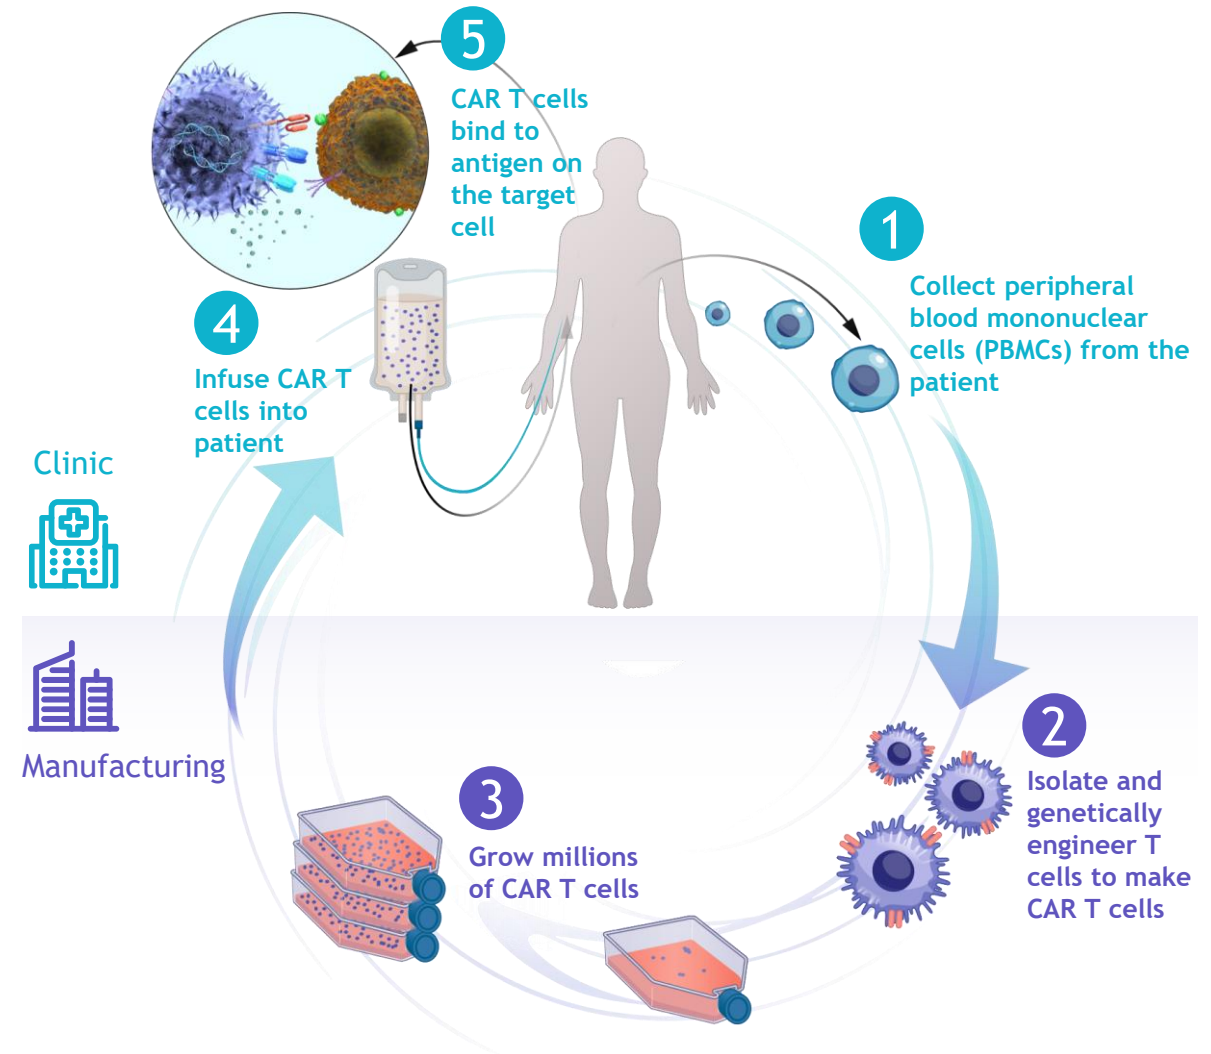 5
CAR T cells
bind to
antigen on
the target
cell
1
Collect peripheral
blood mononuclear
cells (PBMCs) from the
patient
4
Infuse CAR T
cells into
patient
Clinic
Manufacturing
2
Isolate and
genetically
engineer T
cells to make
CAR T cells
3
Grow millions
of CAR T cells